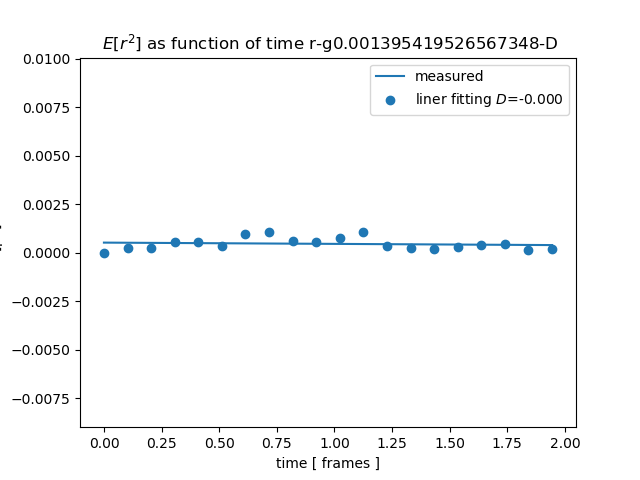 E[r²] as function of time r-g0.001395419526567348-D
0.0100
0.0075
0.0050
0.0025
0.0000
−0.0025
−0.0050
−0.0075
measured
liner fitting D=-0.000
0.00 0.25 0.50 0.75 1.00 1.25 1.50 1.75 2.00
time [ frames ]